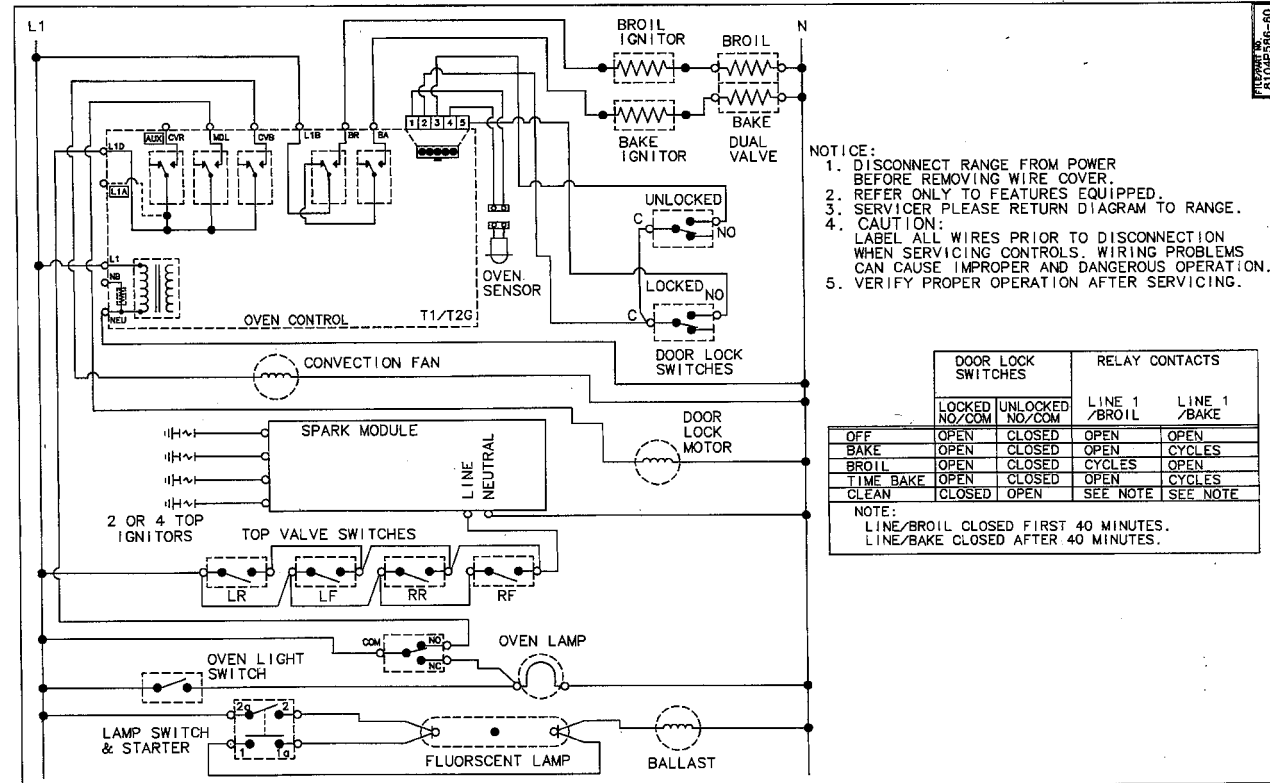 L1
BROIL
IGNITOR
BROIL
N
FILE/PART NO.
8104P586-60
AUX
CVR
MDL
CVB
L1B
BR
BA
1 2 3 4 5
L1D
L1A
BAKE
IGNITOR
BAKE
DUAL
VALVE
NOTICE:
1. DISCONNECT RANGE FROM POWER
BEFORE REMOVING WIRE COVER.
2. REFER ONLY TO FEATURES EQUIPPED.
3. SERVICER PLEASE RETURN DIAGRAM TO RANGE.
4. CAUTION:
LABEL ALL WIRES PRIOR TO DISCONNECTION
WHEN SERVICING CONTROLS. WIRING PROBLEMS
CAN CAUSE IMPROPER AND DANGEROUS OPERATION.
5. VERIFY PROPER OPERATION AFTER SERVICING.
UNLOCKED
C
NO
L1
NB
NEU
OVEN
SENSOR
LOCKED
NO
C
OVEN CONTROL
T1/T2G
DOOR LOCK
SWITCHES
CONVECTION FAN
DOOR LOCK
SWITCHES
RELAY CONTACTS
LOCKED
NO/COM
UNLOCKED
NO/COM
LINE 1
/BROIL
LINE 1
/BAKE
OFF OPEN CLOSED OPEN OPEN
BAKE OPEN CLOSED OPEN CYCLES
BROIL OPEN CLOSED CYCLES OPEN
TIME BAKE OPEN CLOSED OPEN CYCLES
CLEAN CLOSED OPEN SEE NOTE SEE NOTE
NOTE:
LINE/BROIL CLOSED FIRST 40 MINUTES.
LINE/BAKE CLOSED AFTER 40 MINUTES.
DOOR
LOCK
MOTOR
SPARK MODULE
LINE
NEUTRAL
2 OR 4 TOP
IGNITORS
TOP VALVE SWITCHES
LR
LF
RR
RF
COM
NO
NC
OVEN LAMP
OVEN LIGHT
SWITCH
LAMP SWITCH
& STARTER
2a
2
1
1a
FLUORSCENT LAMP
BALLAST